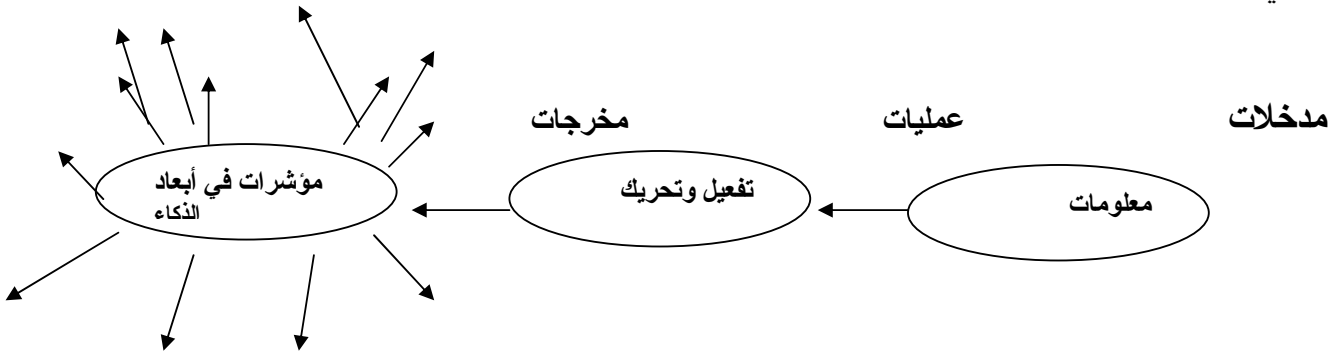 مدخلات
عمليات
مخرجات
معلومات
تفعيل وتحريك
مؤشرات في أبعاد
الذكاء